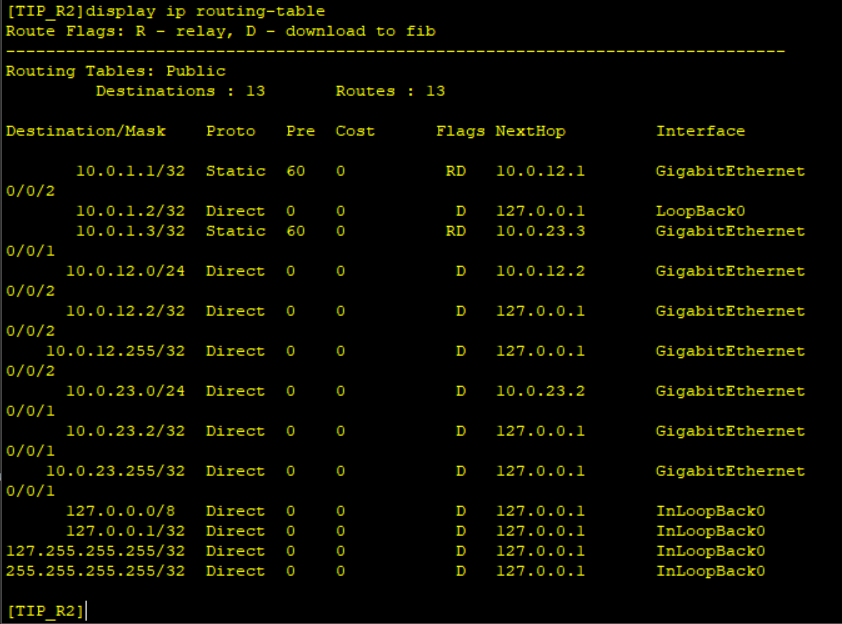 [TIP_R2]display ip routing-table
Route Flags: R - relay, D - download to fib
------------------------------------------------------------------------------
Routing Tables: Public
         Destinations : 13       Routes : 13

Destination/Mask    Proto   Pre  Cost      Flags NextHop         Interface

       10.0.1.1/32  Static  60   0          RD   10.0.12.1       GigabitEthernet
0/0/2
       10.0.1.2/32  Direct  0    0           D   127.0.0.1       LoopBack0
       10.0.1.3/32  Static  60   0          RD   10.0.23.3       GigabitEthernet
0/0/1
      10.0.12.0/24  Direct  0    0           D   10.0.12.2       GigabitEthernet
0/0/2
      10.0.12.2/32  Direct  0    0           D   127.0.0.1       GigabitEthernet
0/0/2
    10.0.12.255/32  Direct  0    0           D   127.0.0.1       GigabitEthernet
0/0/2
      10.0.23.0/24  Direct  0    0           D   10.0.23.2       GigabitEthernet
0/0/1
      10.0.23.2/32  Direct  0    0           D   127.0.0.1       GigabitEthernet
0/0/1
    10.0.23.255/32  Direct  0    0           D   127.0.0.1       GigabitEthernet
0/0/1
      127.0.0.0/8   Direct  0    0           D   127.0.0.1       InLoopBack0
      127.0.0.1/32  Direct  0    0           D   127.0.0.1       InLoopBack0
127.255.255.255/32  Direct  0    0           D   127.0.0.1       InLoopBack0
255.255.255.255/32  Direct  0    0           D   127.0.0.1       InLoopBack0

[TIP_R2]